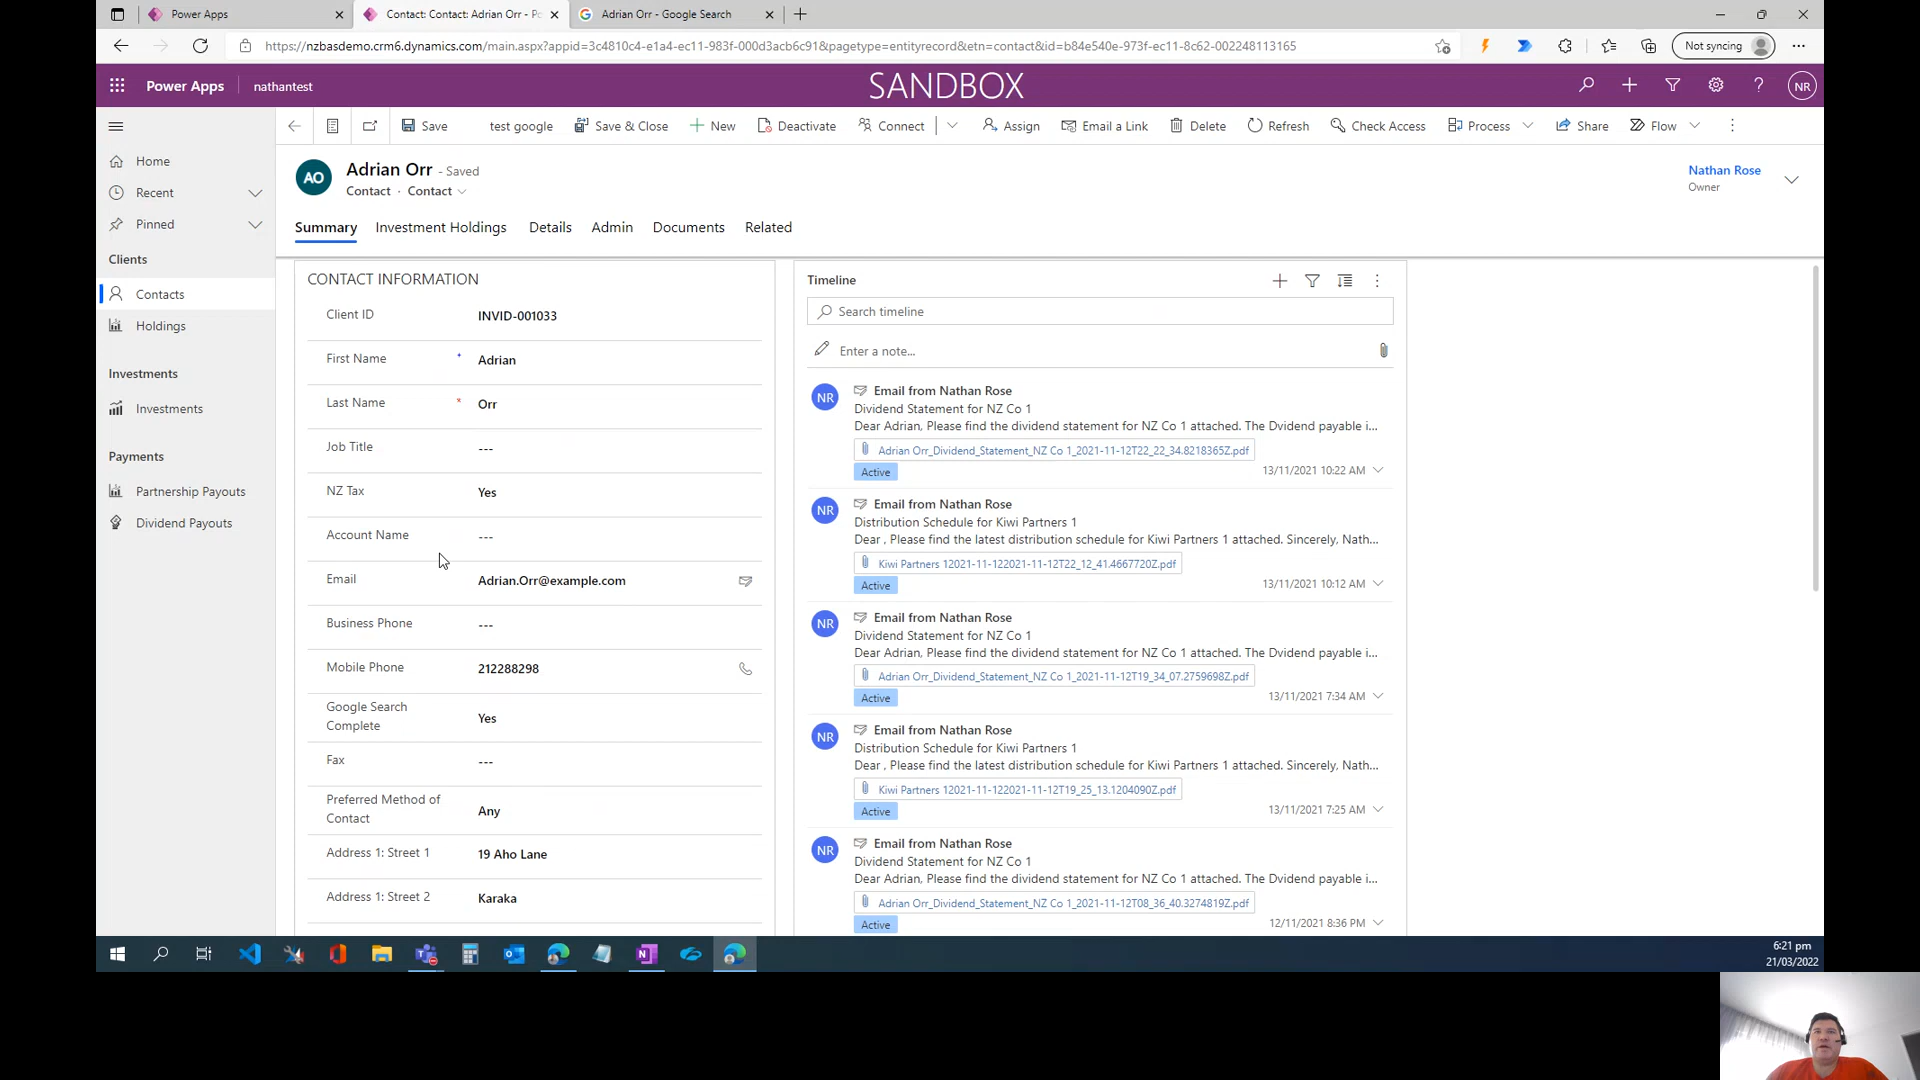 Power Apps
Contact: Contact: Adrian Orr - Po
Adrian Orr - Google Search
https://nzbasdemo.crm6.dynamics.com/main.aspx?appid=3c4810c4-e1a4-ec11-983f-000d3acb6c91&pagetype=entityrecord&etn=contact&id=b84e540e-973f-ec11-8c62-002248113165
Not syncing
Power Apps
nathantest
SANDBOX
NR
Save
test google
Save & Close
New
Deactivate
Connect
Assign
Email a Link
Delete
Refresh
Check Access
Process
Share
Flow
Home
Recent
Pinned
Clients
Contacts
Holdings
Investments
Investments
Payments
Partnership Payouts
Dividend Payouts
AO
Adrian Orr - Saved
Contact · Contact
Nathan Rose
Owner
Summary
Investment Holdings
Details
Admin
Documents
Related
CONTACT INFORMATION
Client ID
INVID-001033
First Name
Adrian
Last Name *
Orr
Job Title
---
NZ Tax
Yes
Account Name
---
Email
Adrian.Orr@example.com
Business Phone
---
Mobile Phone
212288298
Google Search
Complete
Yes
Fax
---
Preferred Method of
Contact
Any
Address 1: Street 1
19 Aho Lane
Address 1: Street 2
Karaka
Timeline
Search timeline
Enter a note...
NR
Email from Nathan Rose
Dividend Statement for NZ Co 1
Dear Adrian, Please find the dividend statement for NZ Co 1 attached. The Dvidend payable i...
Adrian Orr_Dividend_Statement_NZ Co 1_2021-11-12T22_22_34.8218365Z.pdf
Active
13/11/2021 10:22 AM
NR
Email from Nathan Rose
Distribution Schedule for Kiwi Partners 1
Dear , Please find the latest distribution schedule for Kiwi Partners 1 attached. Sincerely, Nath...
Kiwi Partners 12021-11-122021-11-12T22_12_41.4667720Z.pdf
Active
13/11/2021 10:12 AM
NR
Email from Nathan Rose
Dividend Statement for NZ Co 1
Dear Adrian, Please find the dividend statement for NZ Co 1 attached. The Dvidend payable i...
Adrian Orr_Dividend_Statement_NZ Co 1_2021-11-12T19_34_07.2759698Z.pdf
Active
13/11/2021 7:34 AM
NR
Email from Nathan Rose
Distribution Schedule for Kiwi Partners 1
Dear , Please find the latest distribution schedule for Kiwi Partners 1 attached. Sincerely, Nath...
Kiwi Partners 12021-11-122021-11-12T19_25_13.1204090Z.pdf
Active
13/11/2021 7:25 AM
NR
Email from Nathan Rose
Dividend Statement for NZ Co 1
Dear Adrian, Please find the dividend statement for NZ Co 1 attached. The Dvidend payable i...
Adrian Orr_Dividend_Statement_NZ Co 1_2021-11-12T08_36_40.3274819Z.pdf
Active
12/11/2021 8:36 PM
6:21 pm
21/03/2022